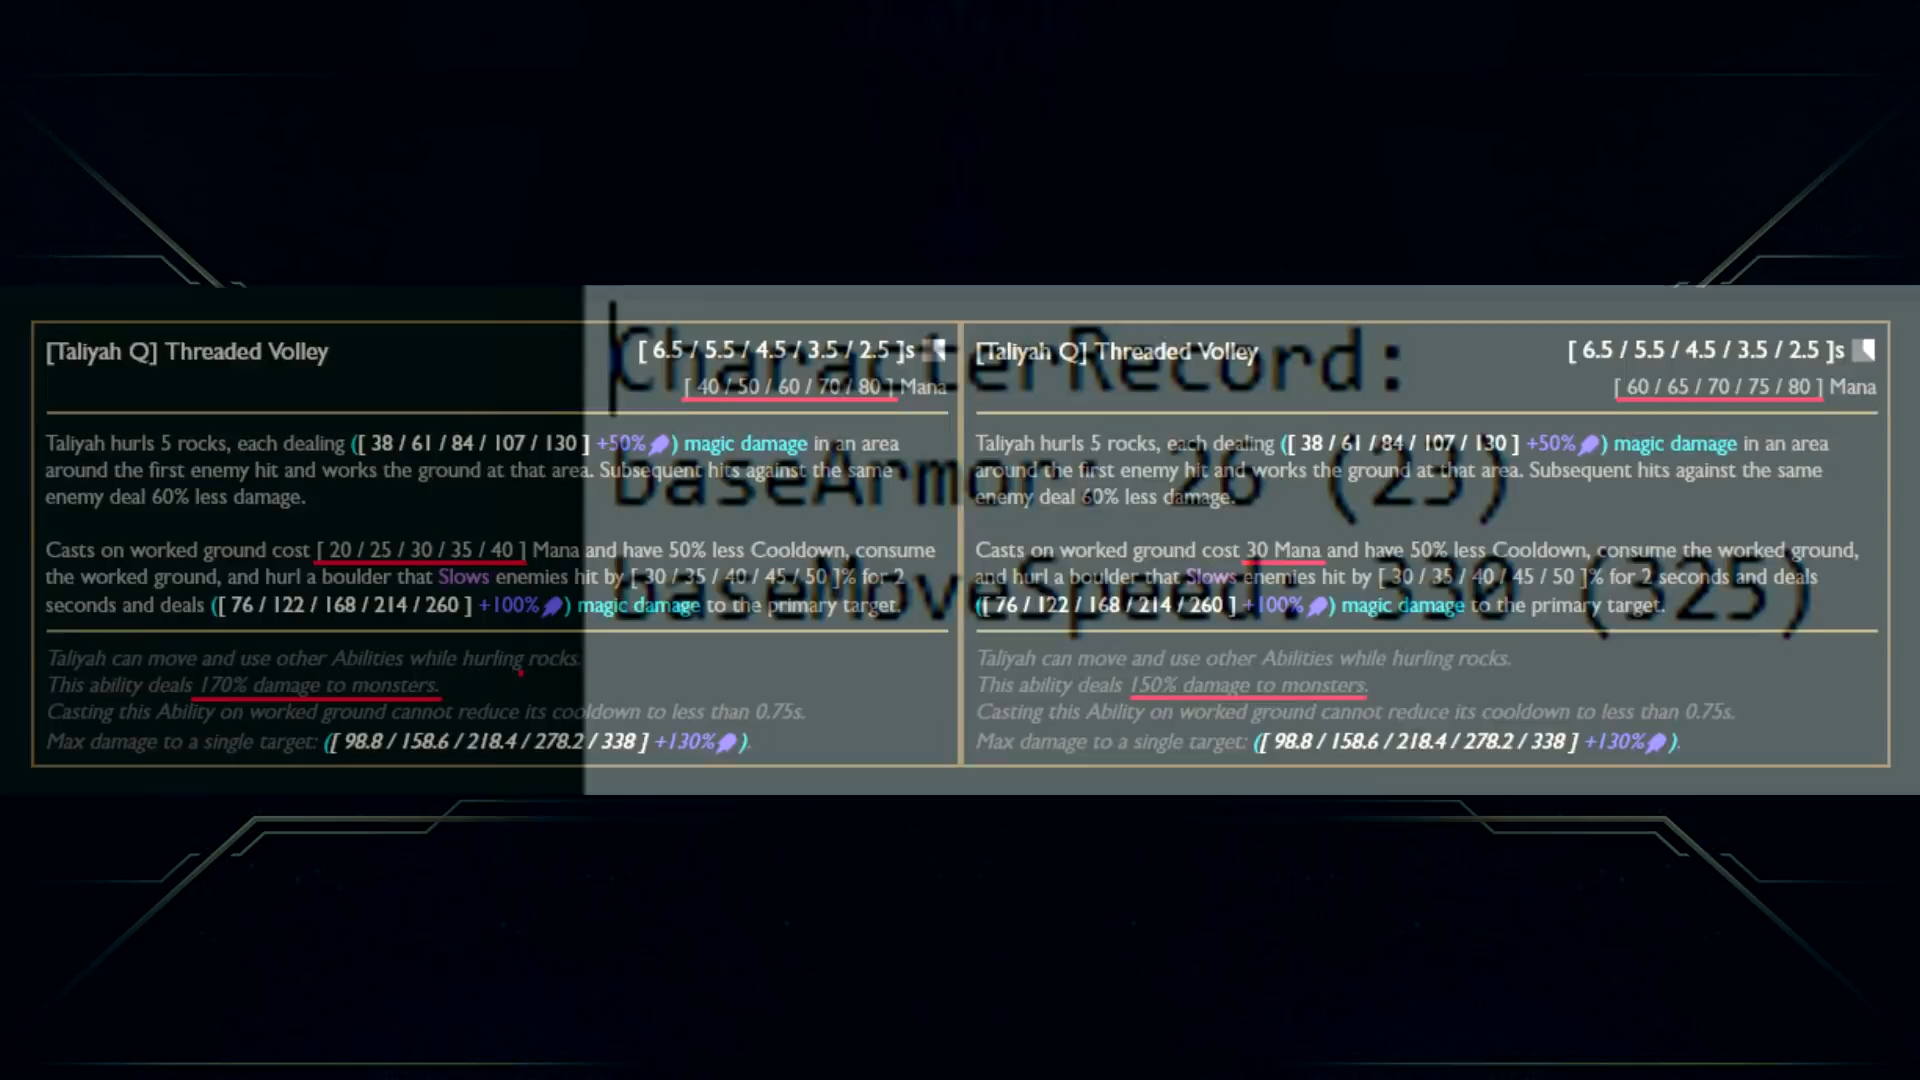 [Taliyah Q] Threaded Volley
[ 6.5 / 5.5 / 4.5 / 3.5 / 2.5 ]s
[ 40 / 50 / 60 / 70 / 80 ] Mana
Taliyah hurls 5 rocks, each dealing ([ 38 / 61 / 84 / 107 / 130 ] +50%) magic damage in an area
around the first enemy hit and works the ground at that area. Subsequent hits against the same
enemy deal 60% less damage.
Casts on worked ground cost [ 20 / 25 / 30 / 35 / 40 ] Mana and have 50% less Cooldown, consume
the worked ground, and hurl a boulder that Slows enemies hit by [ 30 / 35 / 40 / 45 / 50 ]% for 2
seconds and deals ([ 76 / 122 / 168 / 214 / 260 ] +100%) magic damage to the primary target.
Taliyah can move and use other Abilities while hurling rocks.
This ability deals 170% damage to monsters.
Casting this Ability on worked ground cannot reduce its cooldown to less than 0.75s.
Max damage to a single target: ([ 98.8 / 158.6 / 218.4 / 278.2 / 338 ] +130%).
[Taliyah Q] Threaded Volley
[ 6.5 / 5.5 / 4.5 / 3.5 / 2.5 ]s
[ 60 / 65 / 70 / 75 / 80 ] Mana
Taliyah hurls 5 rocks, each dealing ([ 38 / 61 / 84 / 107 / 130 ] +50%) magic damage in an area
around the first enemy hit and works the ground at that area. Subsequent hits against the same
enemy deal 60% less damage.
Casts on worked ground cost 30 Mana and have 50% less Cooldown, consume the worked ground,
and hurl a boulder that Slows enemies hit by [ 30 / 35 / 40 / 45 / 50 ]% for 2 seconds and deals
([ 76 / 122 / 168 / 214 / 260 ] +100%) magic damage to the primary target.
Taliyah can move and use other Abilities while hurling rocks.
This ability deals 150% damage to monsters.
Casting this Ability on worked ground cannot reduce its cooldown to less than 0.75s.
Max damage to a single target: ([ 98.8 / 158.6 / 218.4 / 278.2 / 338 ] +130%).
CharacterRecord:
baseArmor: 26 (23)
baseMoveSpeed: 330 (325)